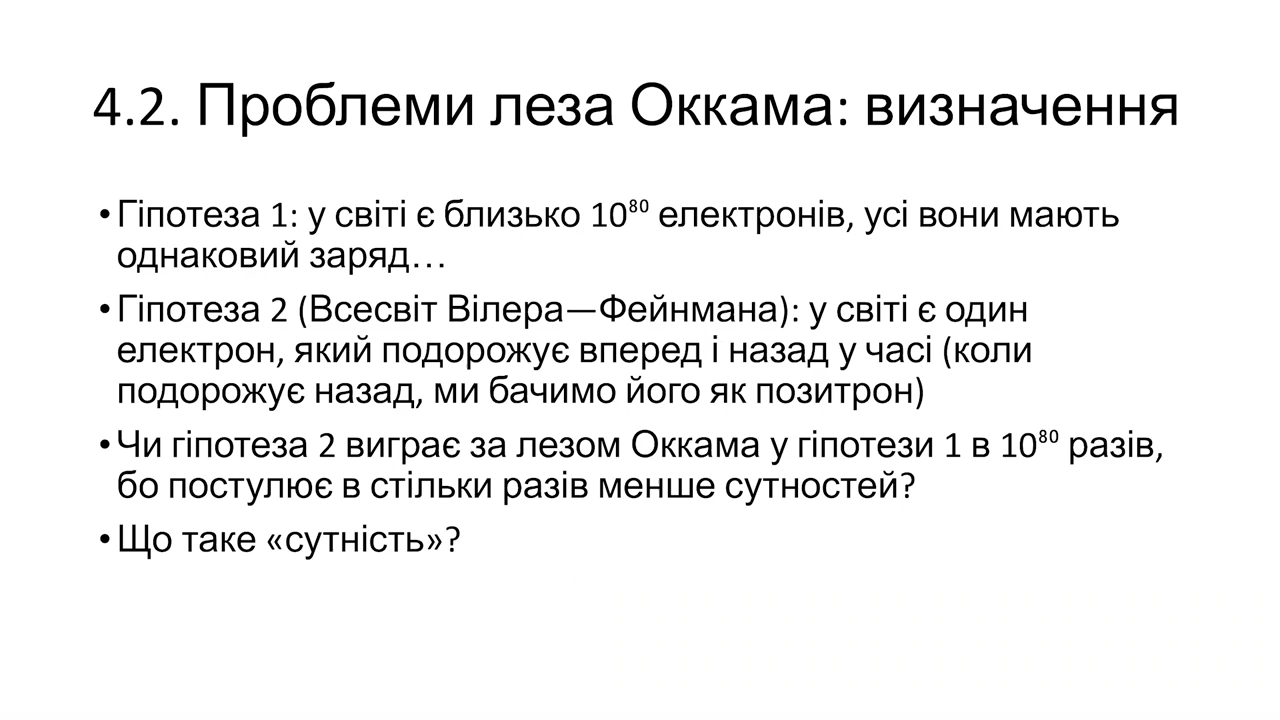 4.2. Проблеми леза Оккама: визначення
•Гіпотеза 1: у світі є близько 10⁸⁰ електронів, усі вони мають
однаковий заряд…
•Гіпотеза 2 (Всесвіт Вілера—Фейнмана): у світі є один
електрон, який подорожує вперед і назад у часі (коли
подорожує назад, ми бачимо його як позитрон)
•Чи гіпотеза 2 виграє за лезом Оккама у гіпотези 1 в 10⁸⁰ разів,
бо постулює в стільки разів менше сутностей?
•Що таке «сутність»?